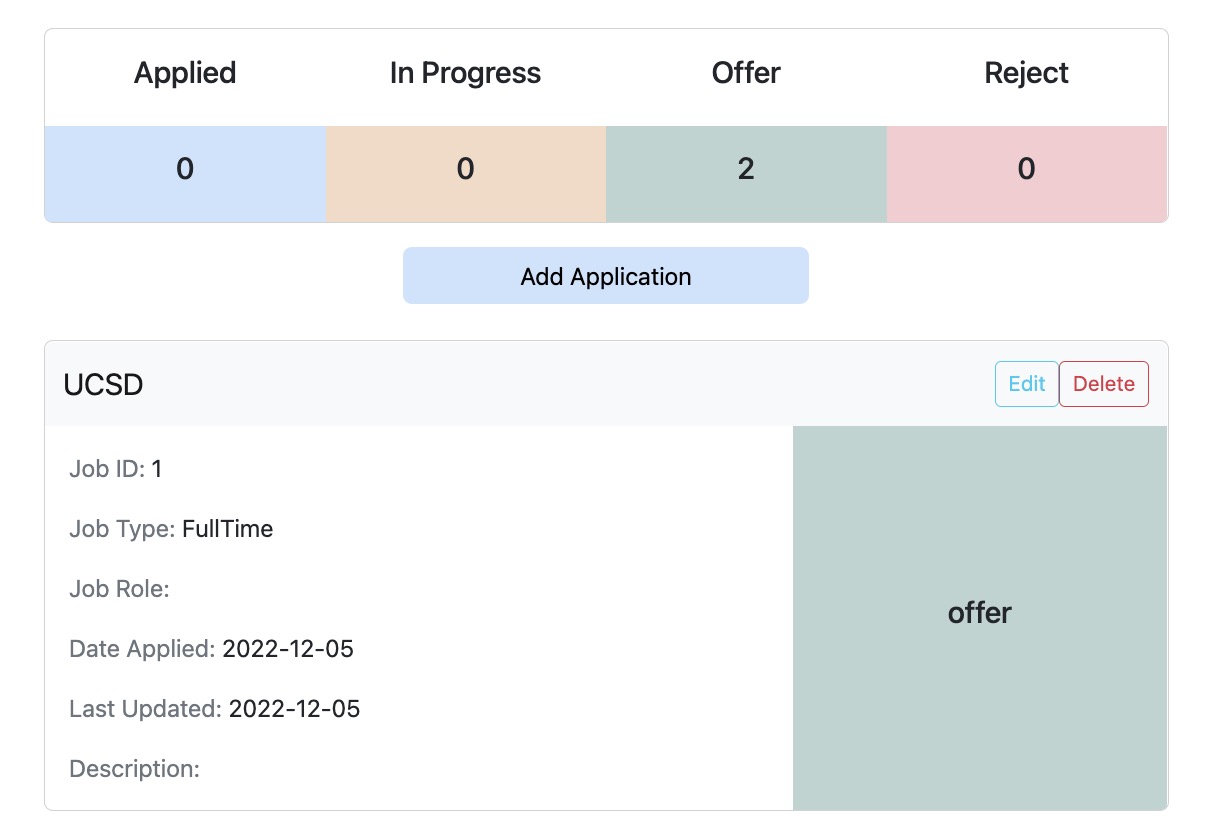 Applied In Progress Offer Reject
0 0 2 0
Add Application
UCSD Edit Delete
Job ID: 1
Job Type: FullTime
Job Role:
offer
Date Applied: 2022-12-05
Last Updated: 2022-12-05
Description: